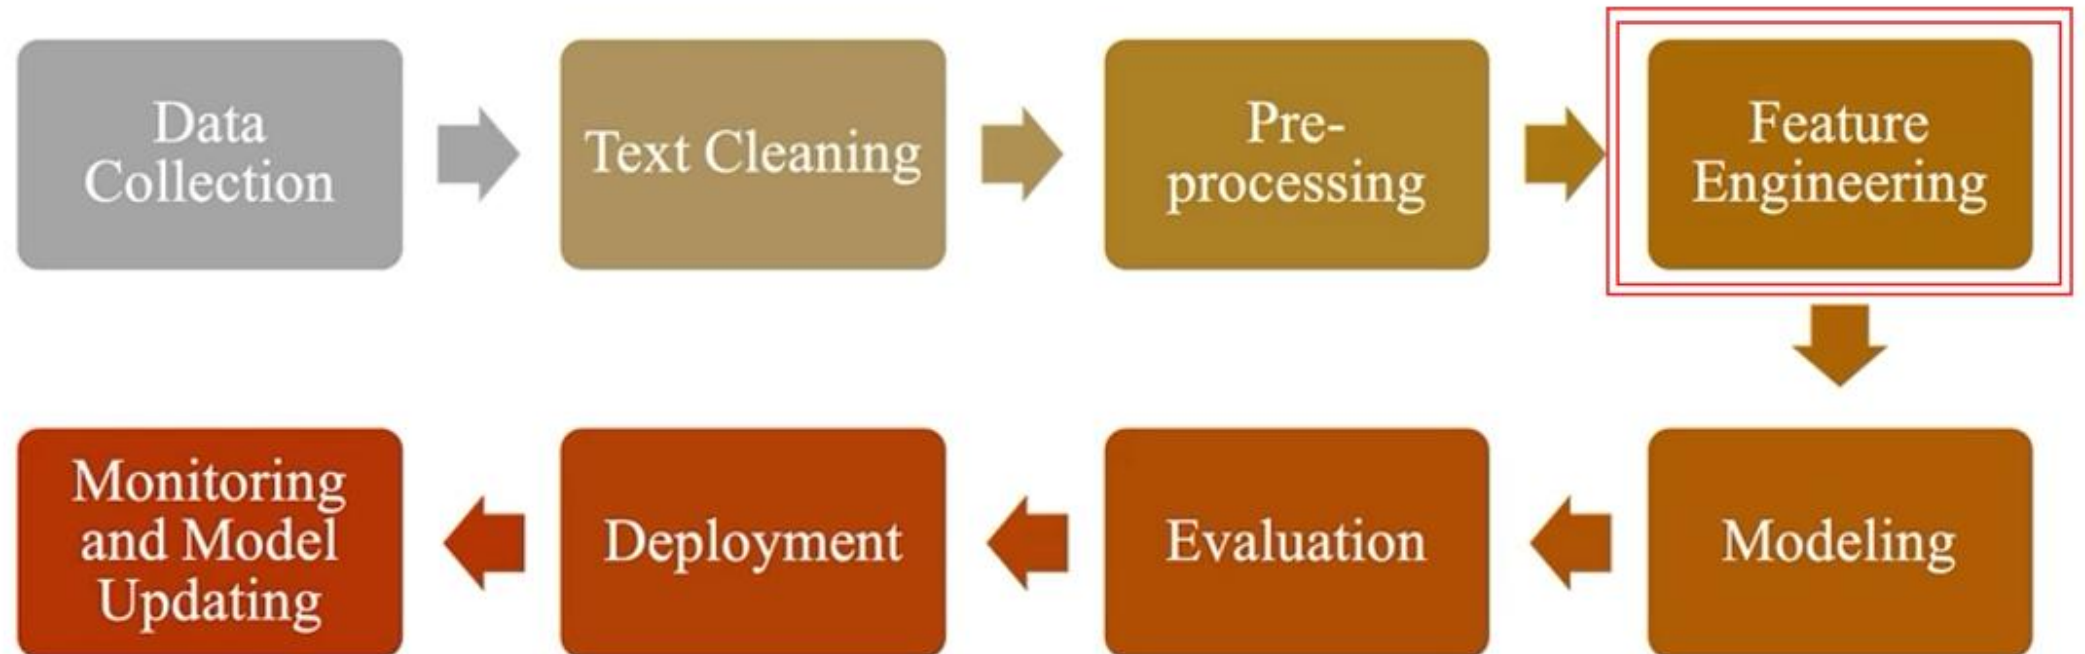 Data
Collection
Text Cleaning
Pre-
processing
Feature
Engineering
Modeling
Evaluation
Deployment
Monitoring
and Model
Updating